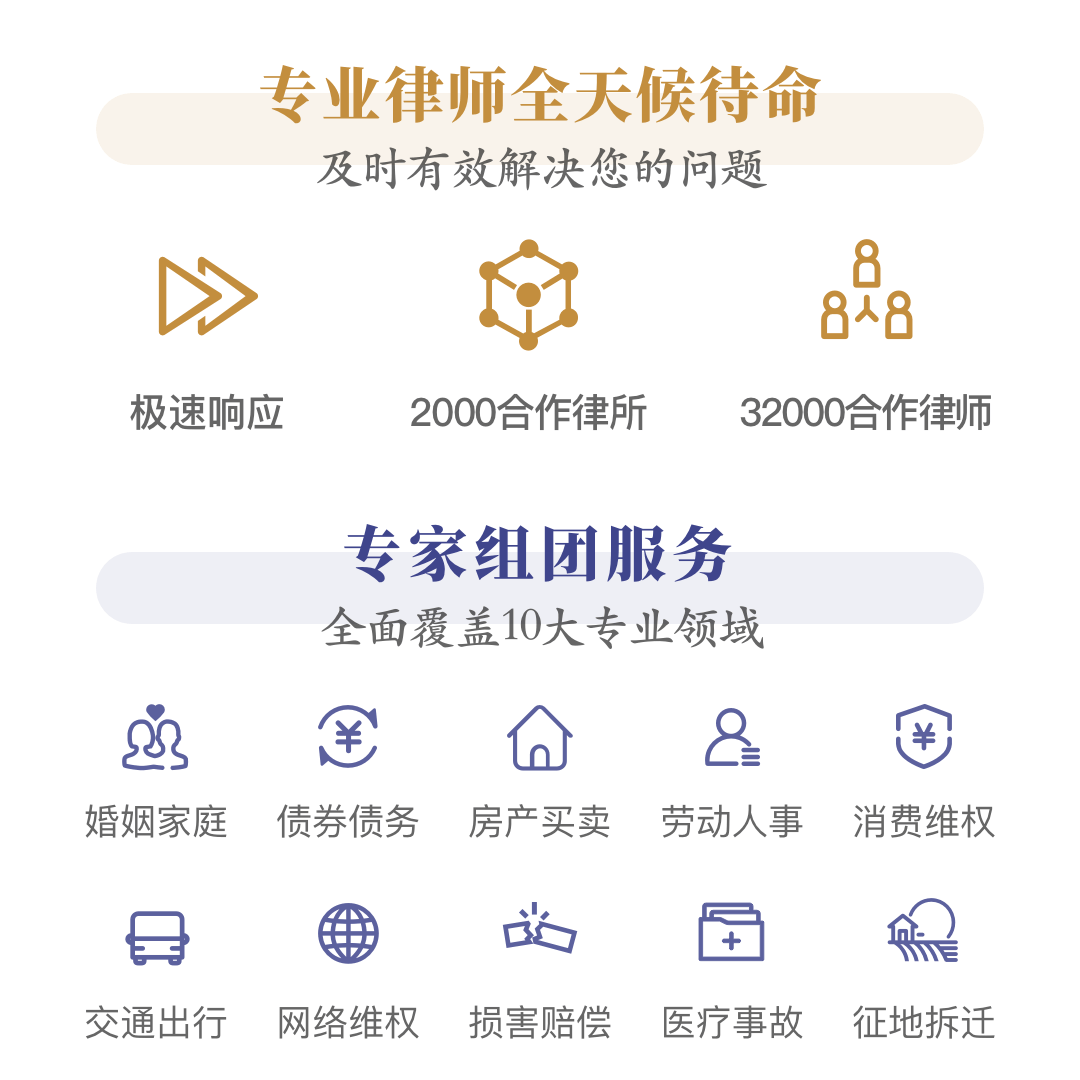 专业律师全天候待命
及时有效解决您的问题
极速响应
2000合作律所
32000合作律师
专家组团服务
全面覆盖10大专业领域
¥
¥
婚姻家庭
债券债务
房产买卖
劳动人事
消费维权
交通出行
网络维权
损害赔偿
医疗事故
征地拆迁